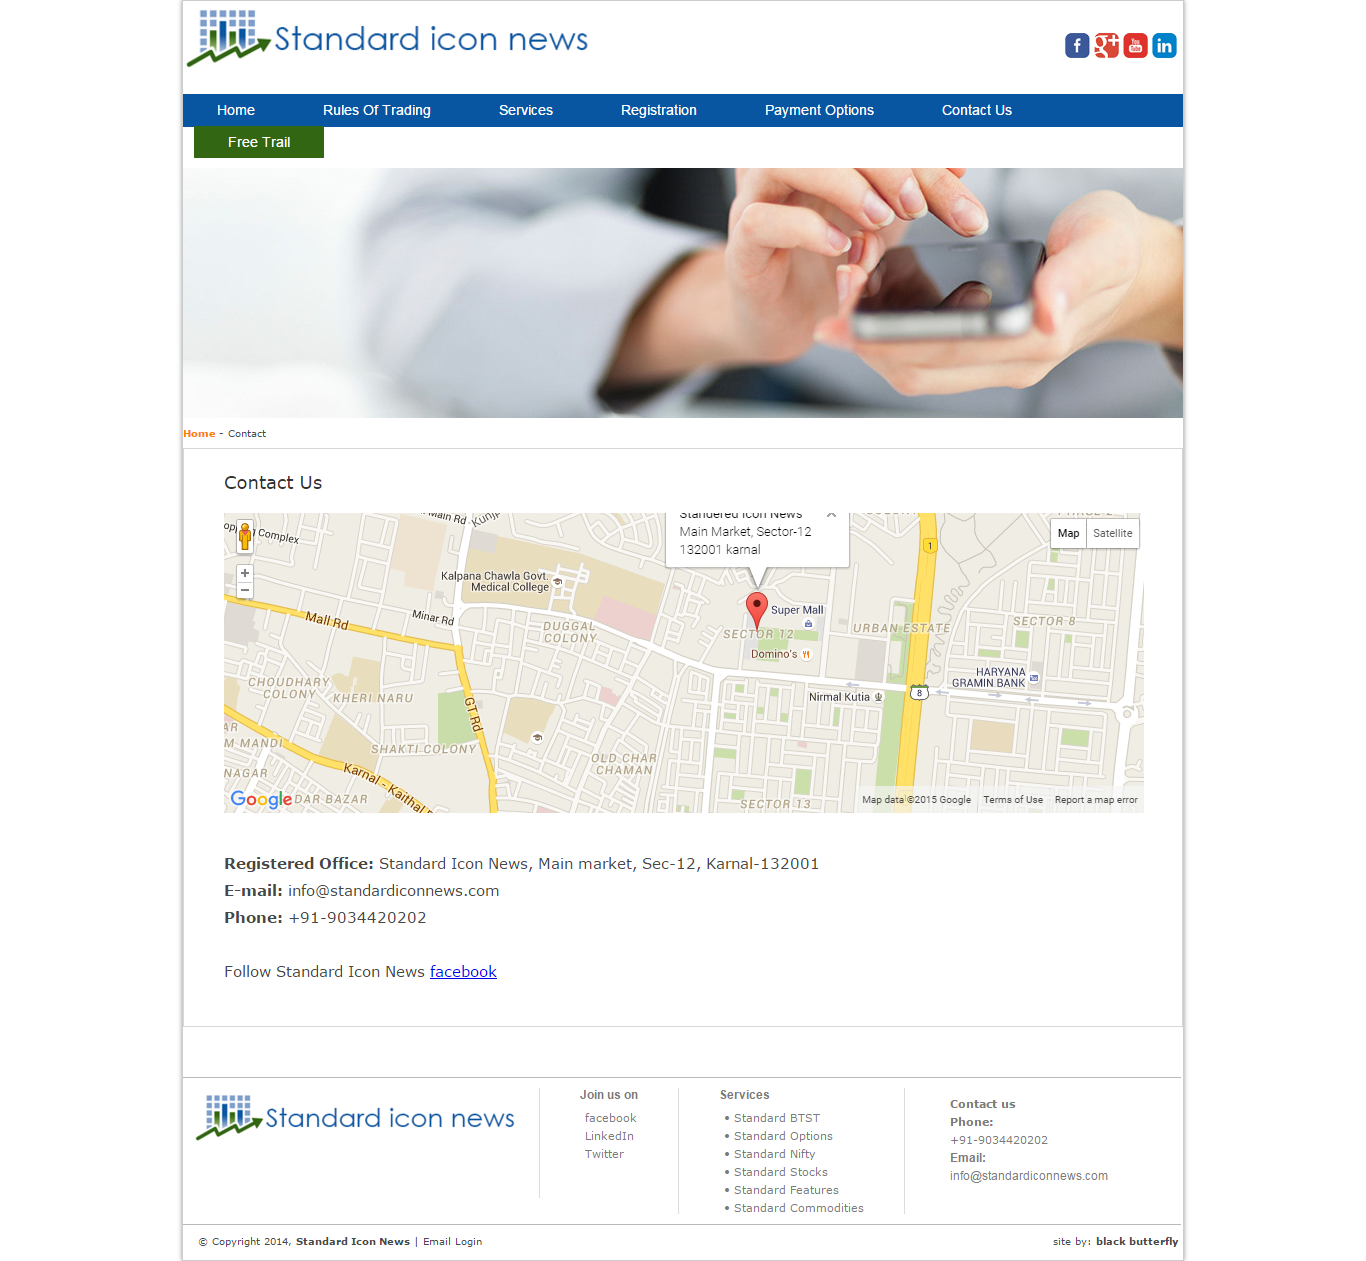 Standard icon news
Home Rules Of Trading Services Registration Payment Options Contact Us
Free Trail
Home - Contact
Contact Us
Standered Icon News
Main Market, Sector-12
132001 karnal
Map Satellite
Main Rd
Kunjp
opping Complex
1
Kalpana Chawla Govt.
Medical College
Minar Rd
Mall Rd
Super Mall
SECTOR 12
DUGGAL
COLONY
URBAN ESTATE
SECTOR 8
Domino's
HARYANA
GRAMIN BANK
CHOUDHARY
COLONY
KHERI NARU
Nirmal Kutia
8
GT Rd
AR
M MANDI
SHAKTI COLONY
OLD CHAR
CHAMAN
NAGAR
Karnal - Kaithal R
DAR BAZAR
SECTOR 13
Google
Map data ©2015 Google Terms of Use Report a map error
Registered Office: Standard Icon News, Main market, Sec-12, Karnal-132001
E-mail: info@standardiconnews.com
Phone: +91-9034420202
Follow Standard Icon News facebook
Standard icon news
Join us on
facebook
LinkedIn
Twitter
Services
• Standard BTST
• Standard Options
• Standard Nifty
• Standard Stocks
• Standard Features
• Standard Commodities
Contact us
Phone:
+91-9034420202
Email:
info@standardiconnews.com
© Copyright 2014, Standard Icon News | Email Login
site by: black butterfly